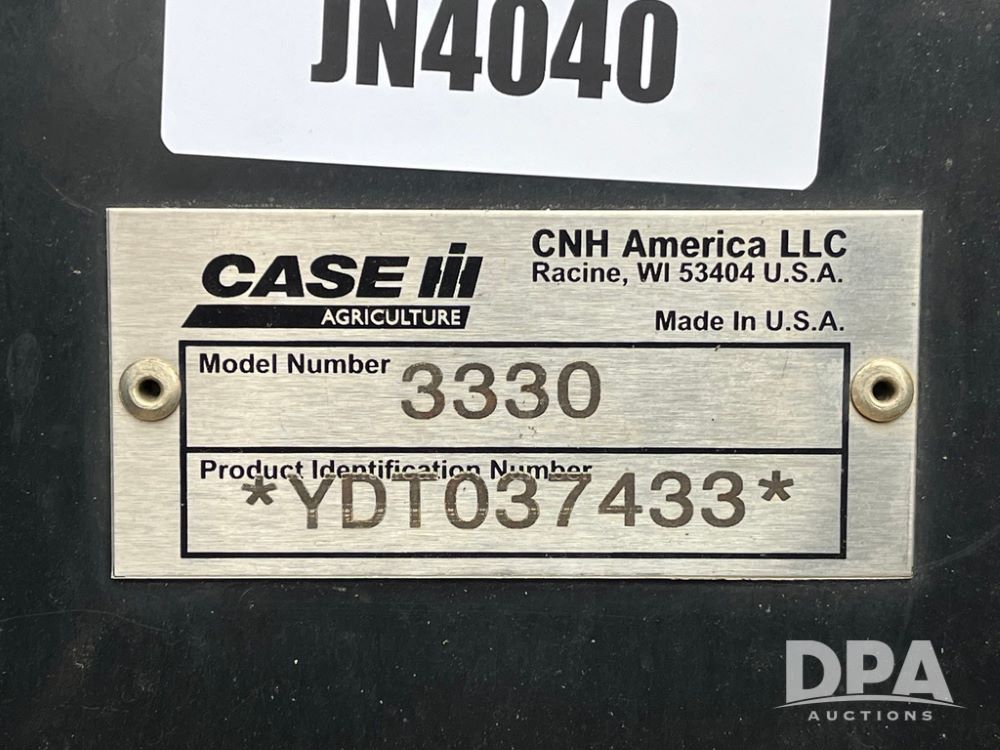 JN4040
CASE IH
AGRICULTURE
CNH America LLC
Racine, WI 53404 U.S.A.
Made In U.S.A.
Model Number 3330
Product Identification Number
*YDT037433*
DPA
AUCTIONS